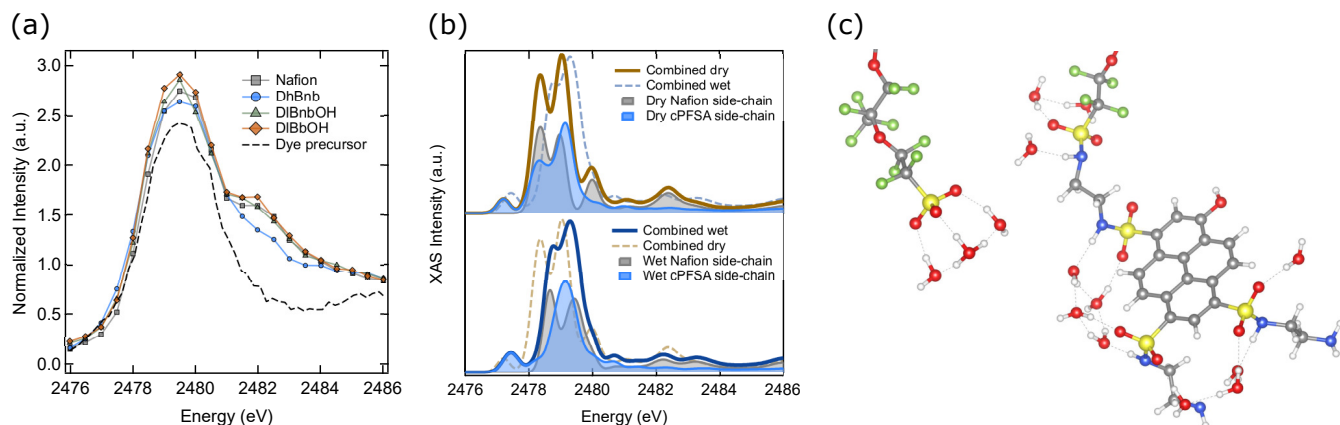 (a)
Normalized Intensity (a.u.)
3.0
2.5
2.0
1.5
1.0
0.5
0.0
Nafion
DhBnb
DlBnbOH
DlBbOH
Dye precursor
2476 2478 2480 2482 2484 2486
Energy (eV)
(b)
XAS Intensity (a.u.)
Combined dry
Combined wet
Dry Nafion side-chain
Dry cPFSA side-chain
Combined wet
Combined dry
Wet Nafion side-chain
Wet cPFSA side-chain
2476 2478 2480 2482 2484 2486
Energy (eV)
(c)